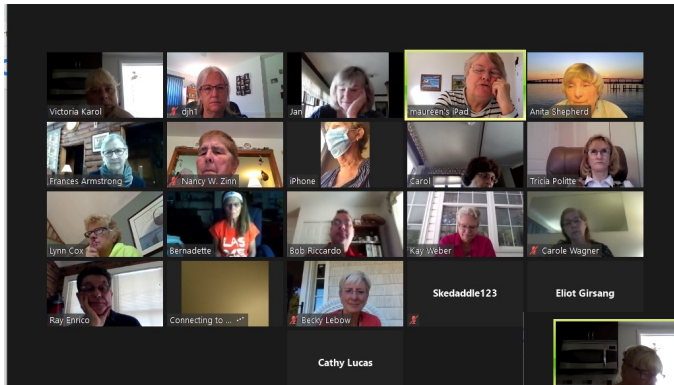 Victoria Karol
djh1
Jan
maureen's iPad
Anita Shepherd
Frances Armstrong
Nancy W. Zinn
iPhone
Carol
Tricia Politte
Lynn Cox
Bernadette
LAS
Bob Riccardo
Kay Weber
Carole Wagner
Ray Enrico
Connecting to ...
Becky Lebow
Skedaddle123
Eliot Girsang
Cathy Lucas